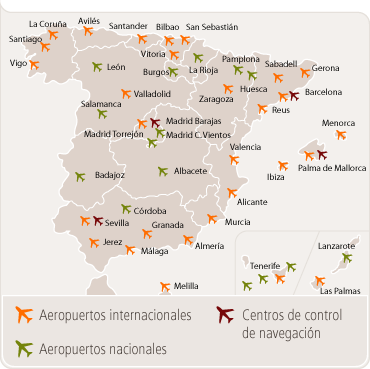 La Coruña
Avilés
Santander
Bilbao
San Sebastián
Santiago
Vitoria
Pamplona
Vigo
León
Burgos
La Rioja
Sabadell
Gerona
Huesca
Valladolid
Zaragoza
Barcelona
Salamanca
Reus
Madrid Barajas
Menorca
Madrid Torrejón
Madrid C. Vientos
Valencia
Ibiza
Palma de Mallorca
Badajoz
Albacete
Alicante
Córdoba
Sevilla
Granada
Murcia
Jerez
Málaga
Almería
Lanzarote
Tenerife
Melilla
Las Palmas
Aeropuertos internacionales
Centros de control
de navegación
Aeropuertos nacionales